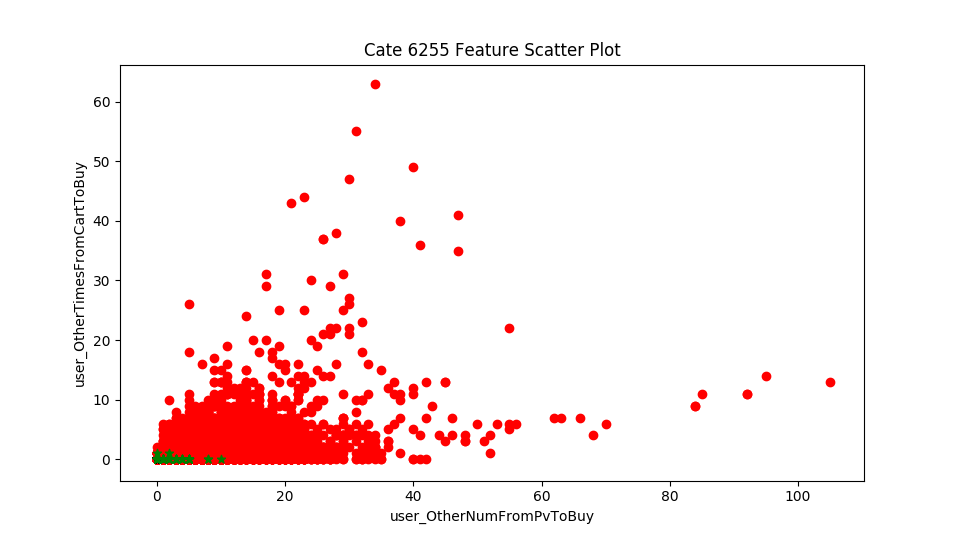 Cate 6255 Feature Scatter Plot
60
50
40
30
20
10
0
user_OtherTimesFromCartToBuy
0 20 40 60 80 100
user_OtherNumFromPvToBuy